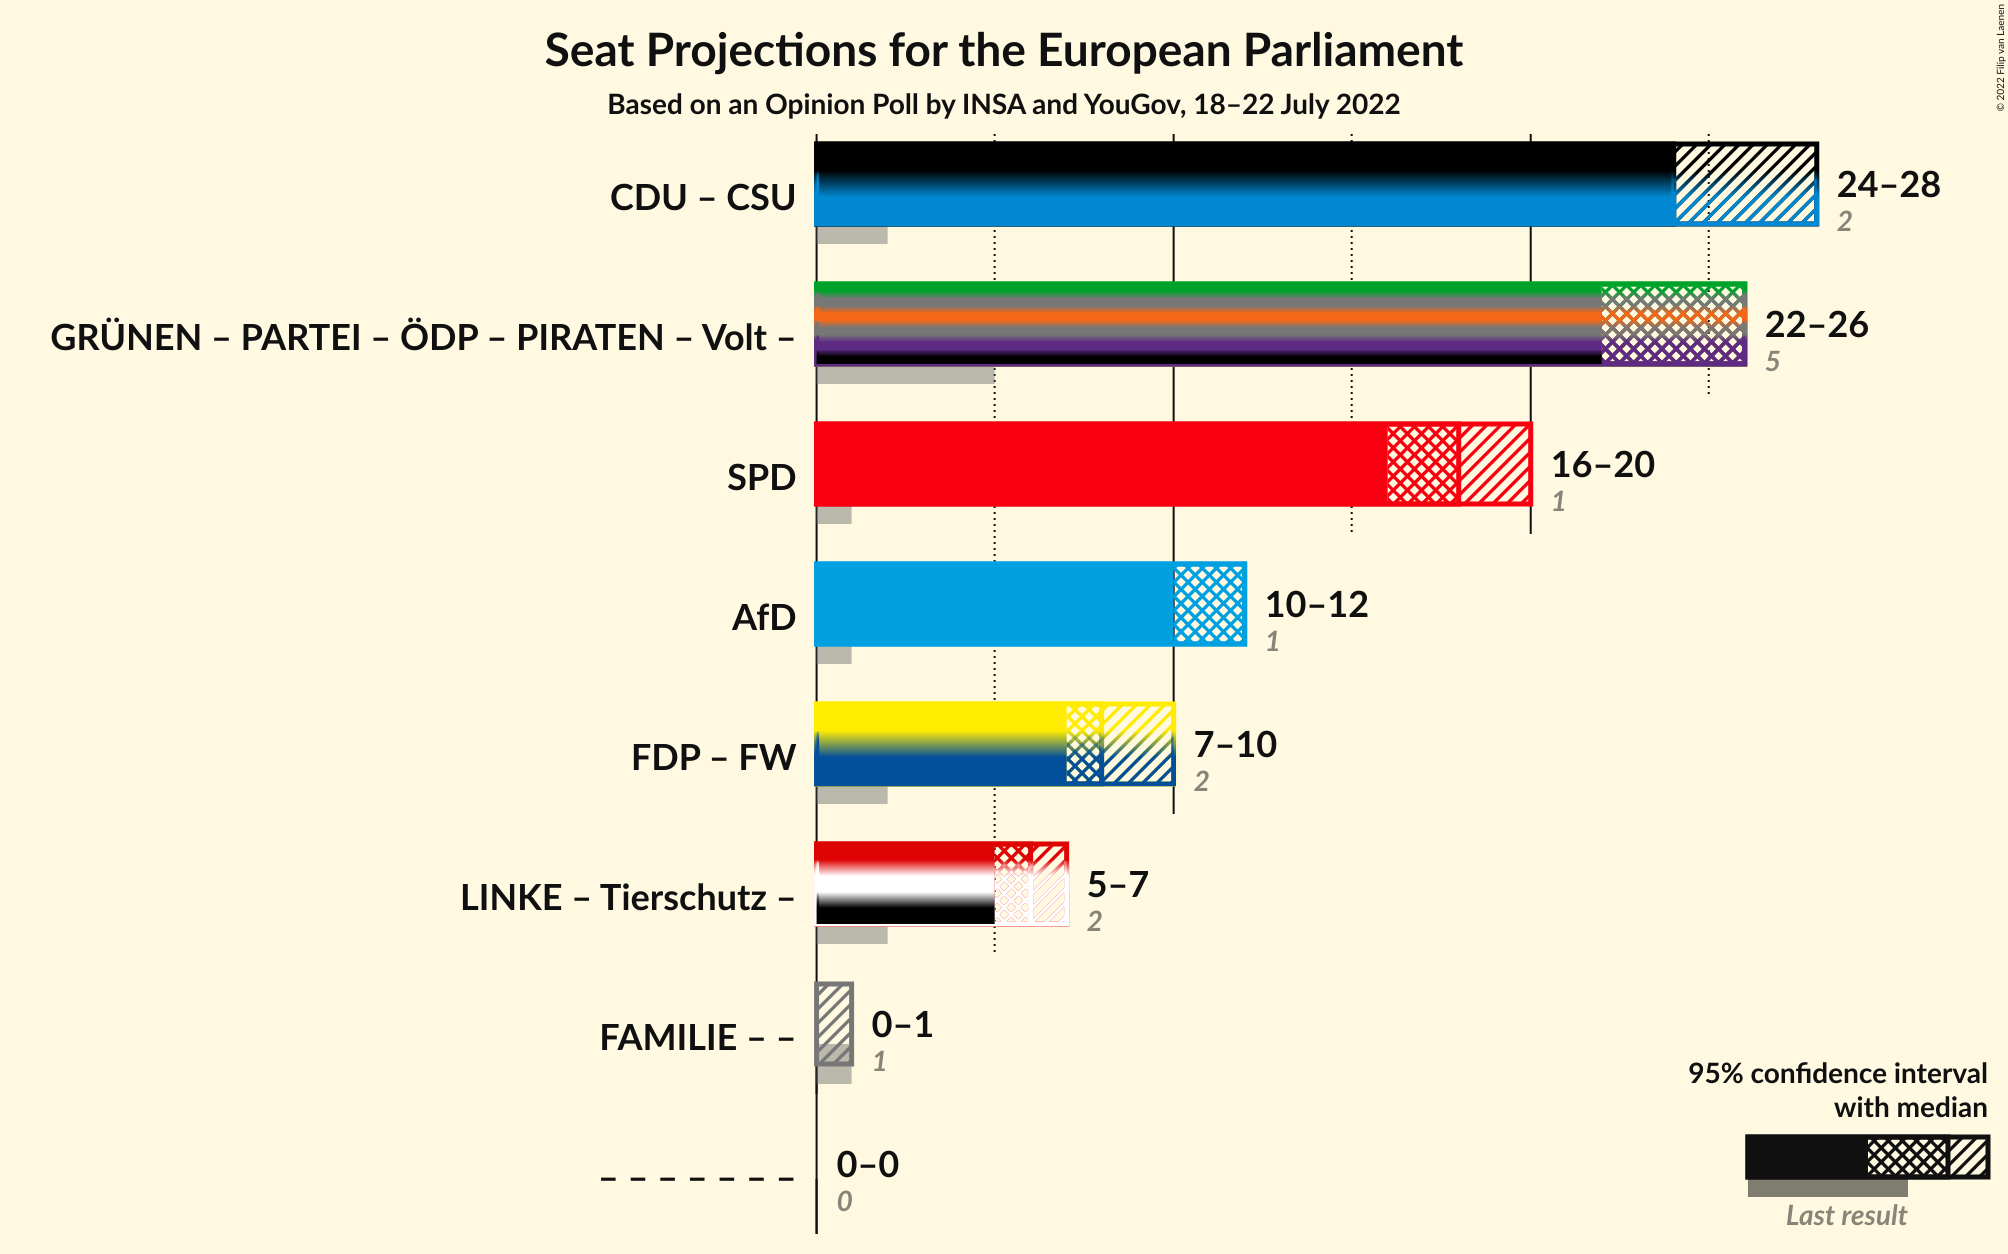 Seat Projections for the European Parliament
Based on an Opinion Poll by INSA and YouGov, 18–22 July 2022
© 2022 Filip van Laenen
CDU – CSU
24–28
2
GRÜNEN – PARTEI – ÖDP – PIRATEN – Volt –
22–26
5
SPD
16–20
1
AfD
10–12
1
FDP – FW
7–10
2
LINKE – Tierschutz –
5–7
2
FAMILIE – –
0–1
1
– – – – – – –
0–0
0
95% confidence interval
with median
Last result